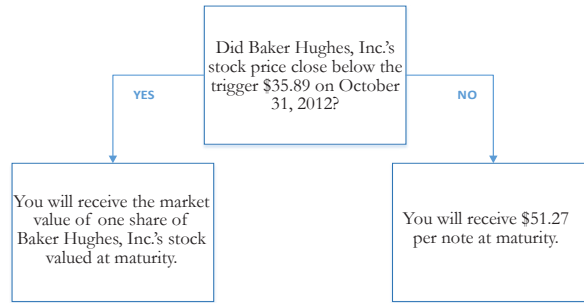 Did Baker Hughes, Inc.'s
stock price close below the
trigger $35.89 on October
31, 2012?
YES
NO
You will receive the market
value of one share of
Baker Hughes, Inc.'s stock
valued at maturity.
You will receive $51.27
per note at maturity.